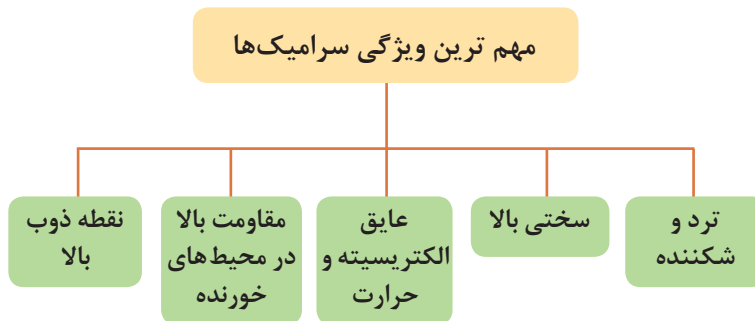 مهم ترین ویژگی سرامیک‌ها
ترد و
شکننده
سختی بالا
عایق
الکتریسیته و
حرارت
مقاومت بالا
در محیط‌های
خورنده
نقطه ذوب
بالا